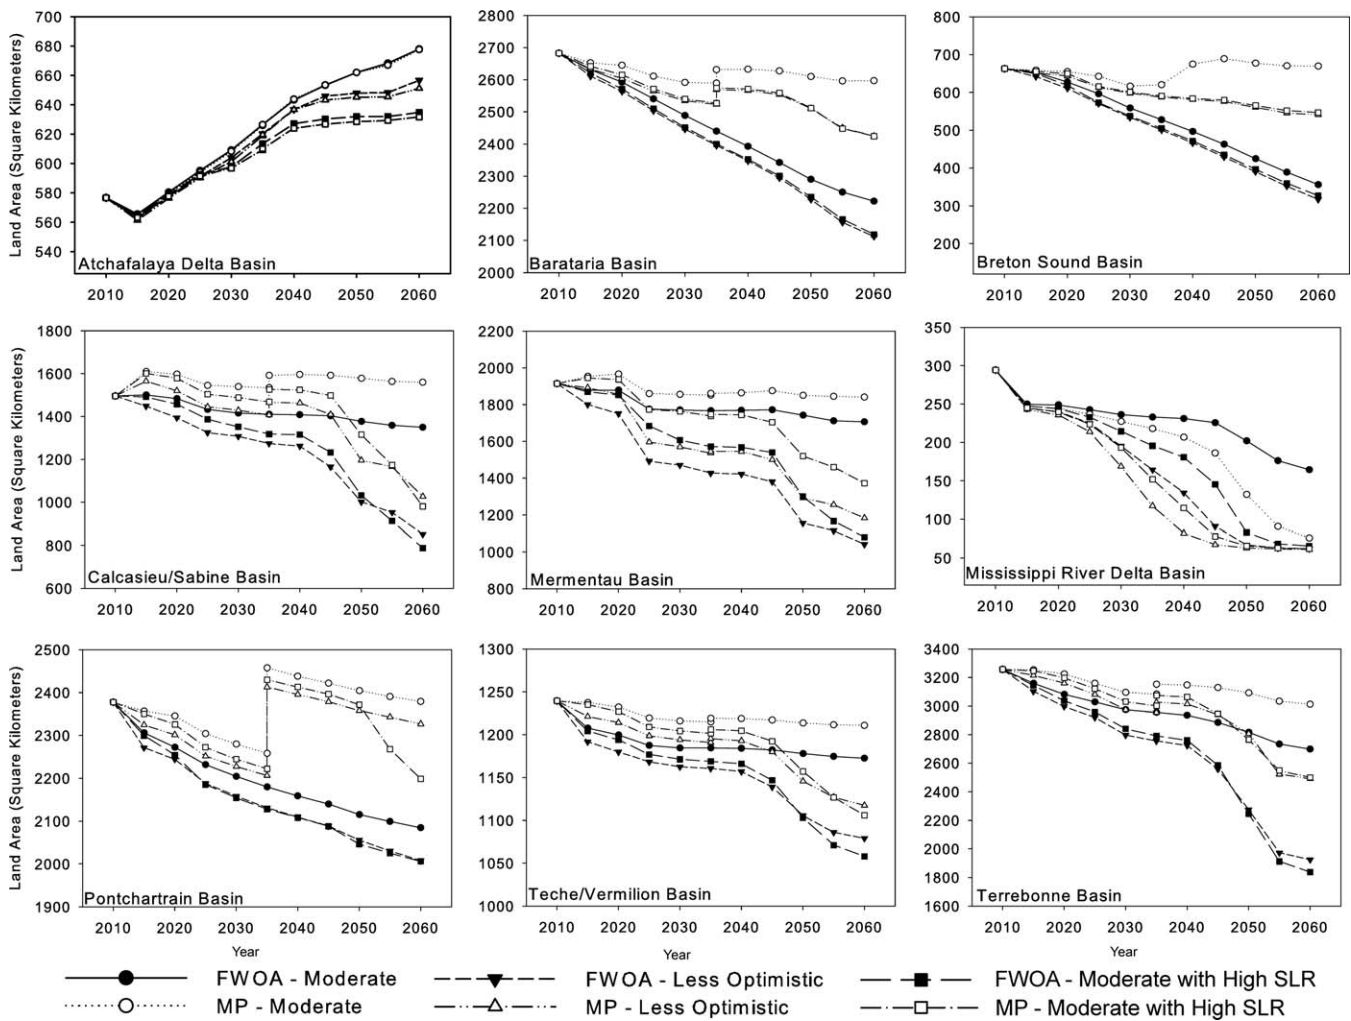 Land Area (Square Kilometers)
700
680
660
640
620
600
580
560
540
Atchafalaya Delta Basin
2010 2020 2030 2040 2050 2060
2800
2700
2600
2500
2400
2300
2200
2100
2000
Barataria Basin
2010 2020 2030 2040 2050 2060
800
700
600
500
400
300
200
Breton Sound Basin
2010 2020 2030 2040 2050 2060
Land Area (Square Kilometers)
1800
1600
1400
1200
1000
800
600
Calcasieu/Sabine Basin
2010 2020 2030 2040 2050 2060
2200
2000
1800
1600
1400
1200
1000
800
Mermentau Basin
2010 2020 2030 2040 2050 2060
350
300
250
200
150
100
50
Mississippi River Delta Basin
2010 2020 2030 2040 2050 2060
Land Area (Square Kilometers)
2500
2400
2300
2200
2100
2000
1900
Pontchartrain Basin
2010 2020 2030 2040 2050 2060
Year
1300
1250
1200
1150
1100
1050
1000
Teche/Vermilion Basin
2010 2020 2030 2040 2050 2060
Year
3400
3200
3000
2800
2600
2400
2200
2000
1800
1600
Terrebonne Basin
2010 2020 2030 2040 2050 2060
Year
FWOA - Moderate
FWOA - Less Optimistic
FWOA - Moderate with High SLR
MP - Moderate
MP - Less Optimistic
MP - Moderate with High SLR